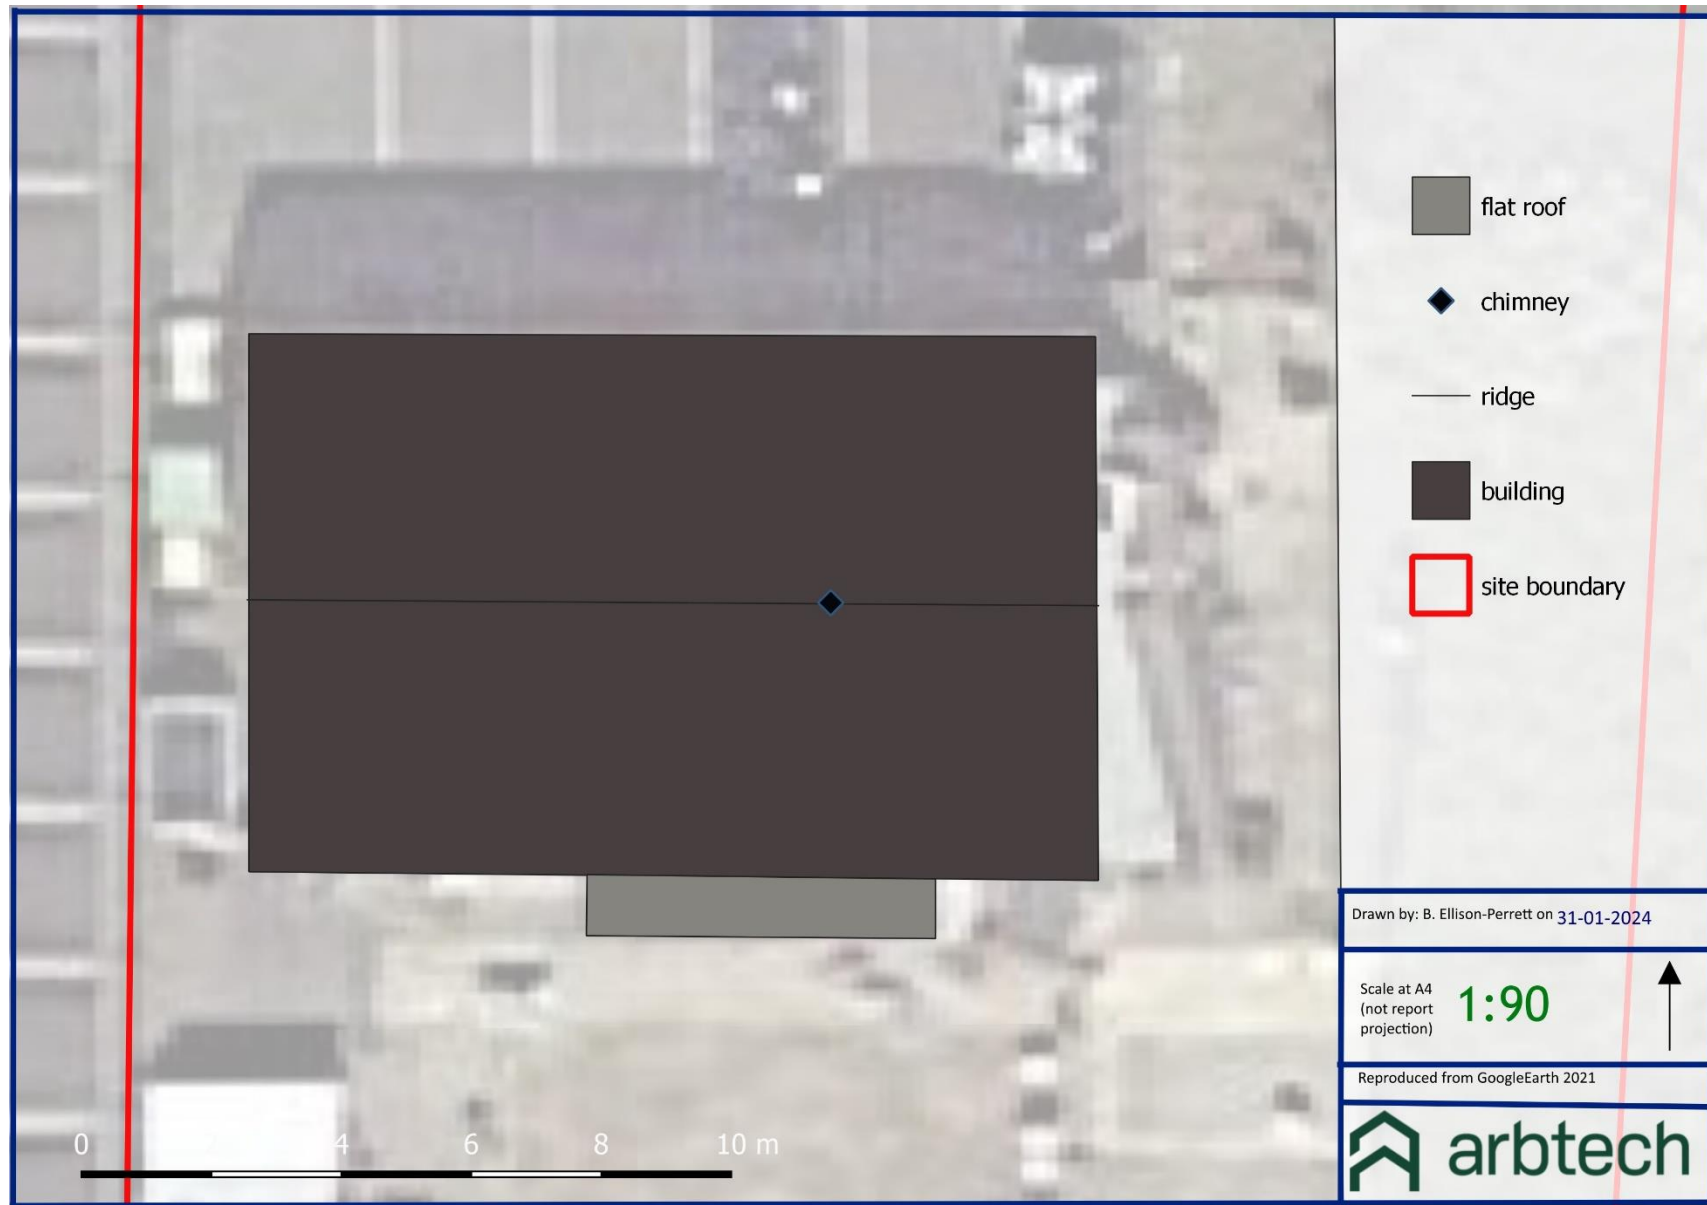 flat roof
chimney
ridge
building
site boundary
Drawn by: B. Ellison-Perrett on 31-01-2024
Scale at A4
(not report
projection)
1:90
Reproduced from GoogleEarth 2021
arbtech
0 4 6 8 10 m